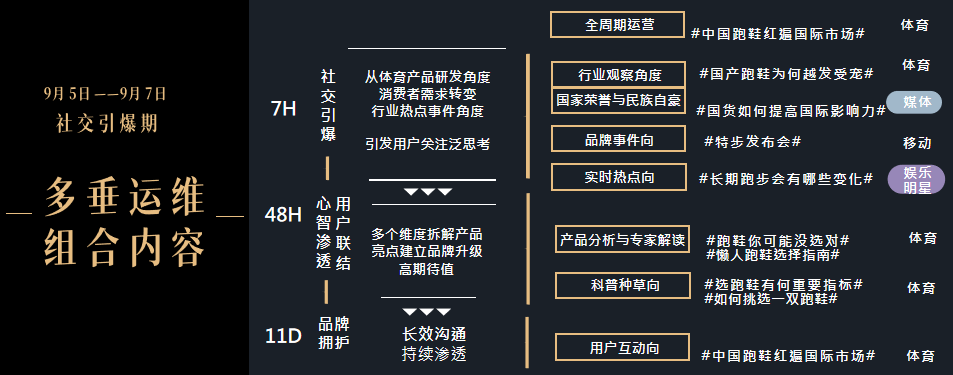 9月5日——9月7日
社交引爆期
多垂运维
组合内容
7H
社交引爆
从体育产品研发角度
消费者需求转变
行业热点事件角度
引发用户关注泛思考
48H
心智渗透
用户联结
多个维度拆解产品
亮点建立品牌升级
高期待值
11D
品牌
拥护
长效沟通
持续渗透
全周期运营
#中国跑鞋红遍国际市场#
体育
行业观察角度
#国产跑鞋为何越发受宠#
体育
国家荣誉与民族自豪
#国货如何提高国际影响力#
媒体
品牌事件向
#特步发布会#
移动
实时热点向
#长期跑步会有哪些变化#
娱乐
明星
产品分析与专家解读
#跑鞋你可能没选对#
#懒人跑鞋选择指南#
体育
科普种草向
#选跑鞋有何重要指标#
#如何挑选一双跑鞋#
体育
用户互动向
#中国跑鞋红遍国际市场#
体育